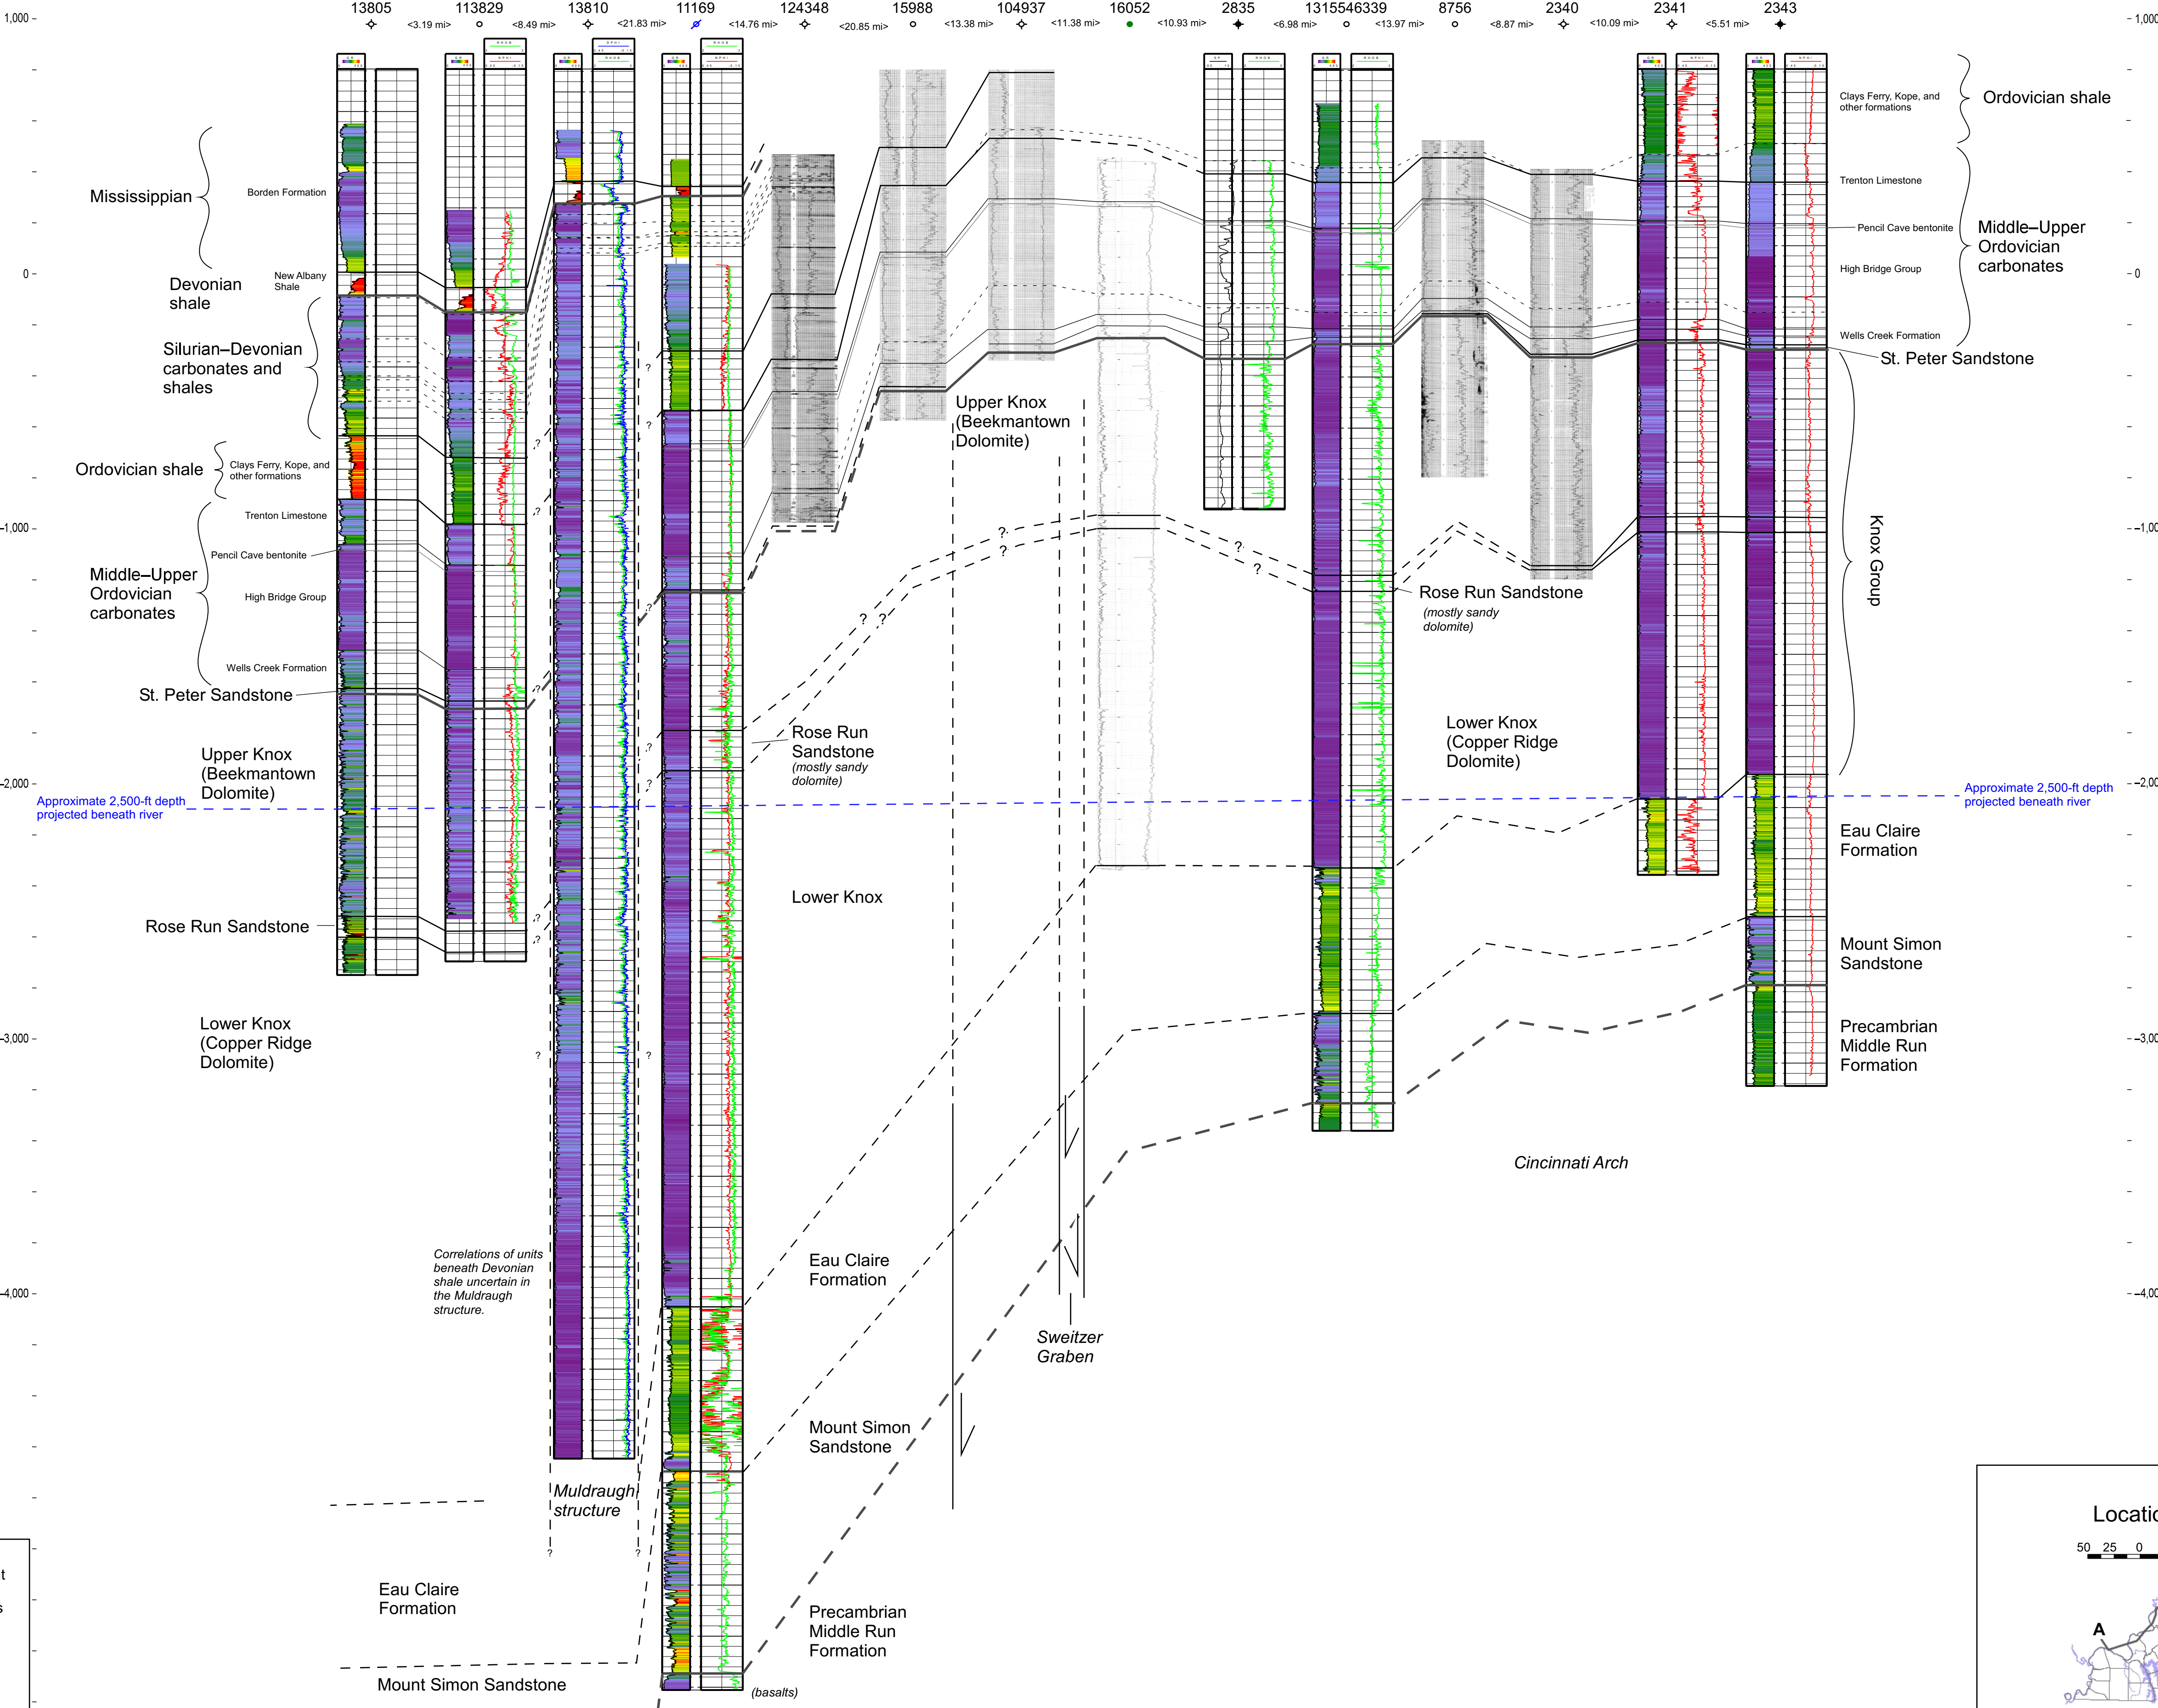 13805
113829
13810
11169
124348
15988
104937
16052
2835
1315546339
8756
2340
2341
2343
<3.19 mi>
<8.49 mi>
<21.83 mi>
<14.76 mi>
<20.85 mi>
<13.38 mi>
<11.38 mi>
<10.93 mi>
<6.98 mi>
<13.97 mi>
<8.87 mi>
<10.09 mi>
<5.51 mi>
1,000
0
–1,000
–2,000
–3,000
–4,000
Mississippian
Borden Formation
Devonian
shale
New Albany
Shale
Silurian–Devonian
carbonates and
shales
Ordovician shale
Clays Ferry, Kope, and
other formations
Trenton Limestone
Pencil Cave bentonite
Middle–Upper
Ordovician
carbonates
High Bridge Group
Wells Creek Formation
St. Peter Sandstone
Upper Knox
(Beekmantown
Dolomite)
Approximate 2,500-ft depth
projected beneath river
Rose Run Sandstone
Lower Knox
(Copper Ridge
Dolomite)
Correlations of units
beneath Devonian
shale uncertain in
the Muldraugh
structure.
Muldraugh
structure
Eau Claire
Formation
Mount Simon Sandstone
Upper Knox
(Beekmantown
Dolomite)
Rose Run
Sandstone
(mostly sandy
dolomite)
Lower Knox
Eau Claire
Formation
Mount Simon
Sandstone
Precambrian
Middle Run
Formation
(basalts)
Sweitzer
Graben
Rose Run Sandstone
(mostly sandy
dolomite)
Lower Knox
(Copper Ridge
Dolomite)
Cincinnati Arch
Clays Ferry, Kope, and
other formations
Ordovician shale
Trenton Limestone
Pencil Cave bentonite
Middle–Upper
Ordovician
carbonates
High Bridge Group
Wells Creek Formation
St. Peter Sandstone
Knox Group
Approximate 2,500-ft depth
projected beneath river
Eau Claire
Formation
Mount Simon
Sandstone
Precambrian
Middle Run
Formation
1,000
0
–1,00
–2,00
–3,00
–4,00
Locatio
50 25 0
A
t
s